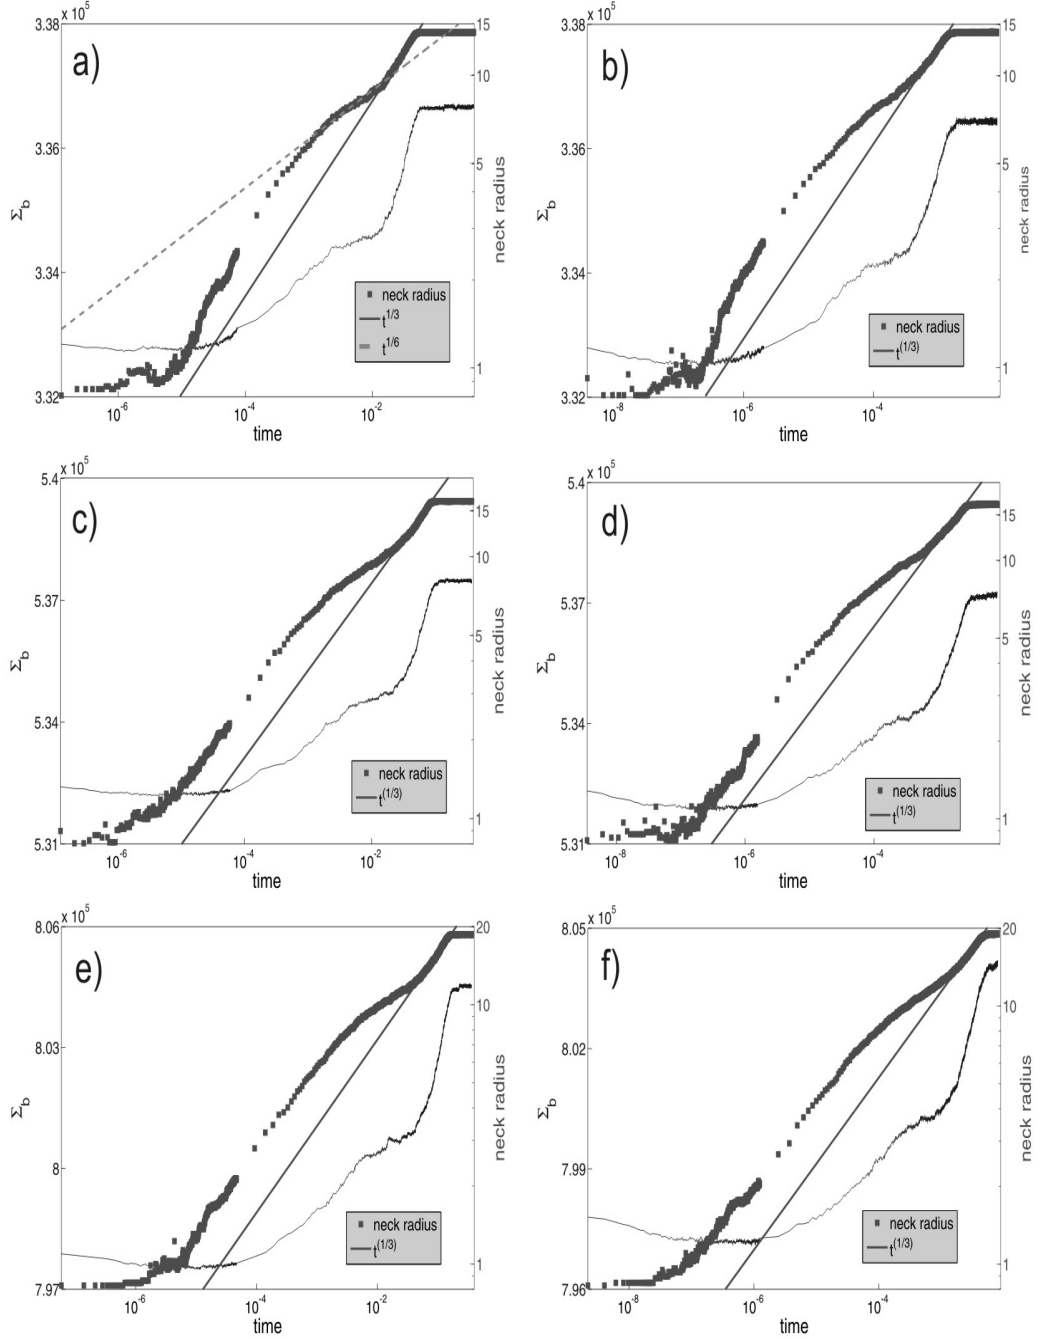 3.38 x 10^5
15
a)
10
3.36
5
Σ_b
neck radius
3.34
neck radius
t^1/3
t^1/6
1
3.32
10^-6
10^-4
10^-2
time
3.38 x 10^5
15
b)
10
3.36
5
Σ_b
neck radius
3.34
neck radius
t^(1/3)
1
3.32
10^-8
10^-6
10^-4
time
5.4 x 10^5
c)
15
10
5.37
5
Σ_b
neck radius
5.34
neck radius
t^(1/3)
1
5.31
10^-6
10^-4
10^-2
time
5.4 x 10^5
d)
15
10
5.37
5
Σ_b
neck radius
5.34
neck radius
t^(1/3)
1
5.31
10^-8
10^-6
10^-4
time
8.06 x 10^5
20
e)
10
8.03
Σ_b
neck radius
8
neck radius
t^(1/3)
1
7.97
10^-6
10^-4
10^-2
time
8.05 x 10^5
20
f)
10
8.02
Σ_b
neck radius
7.99
neck radius
t^(1/3)
1
7.96
10^-8
10^-6
10^-4
time